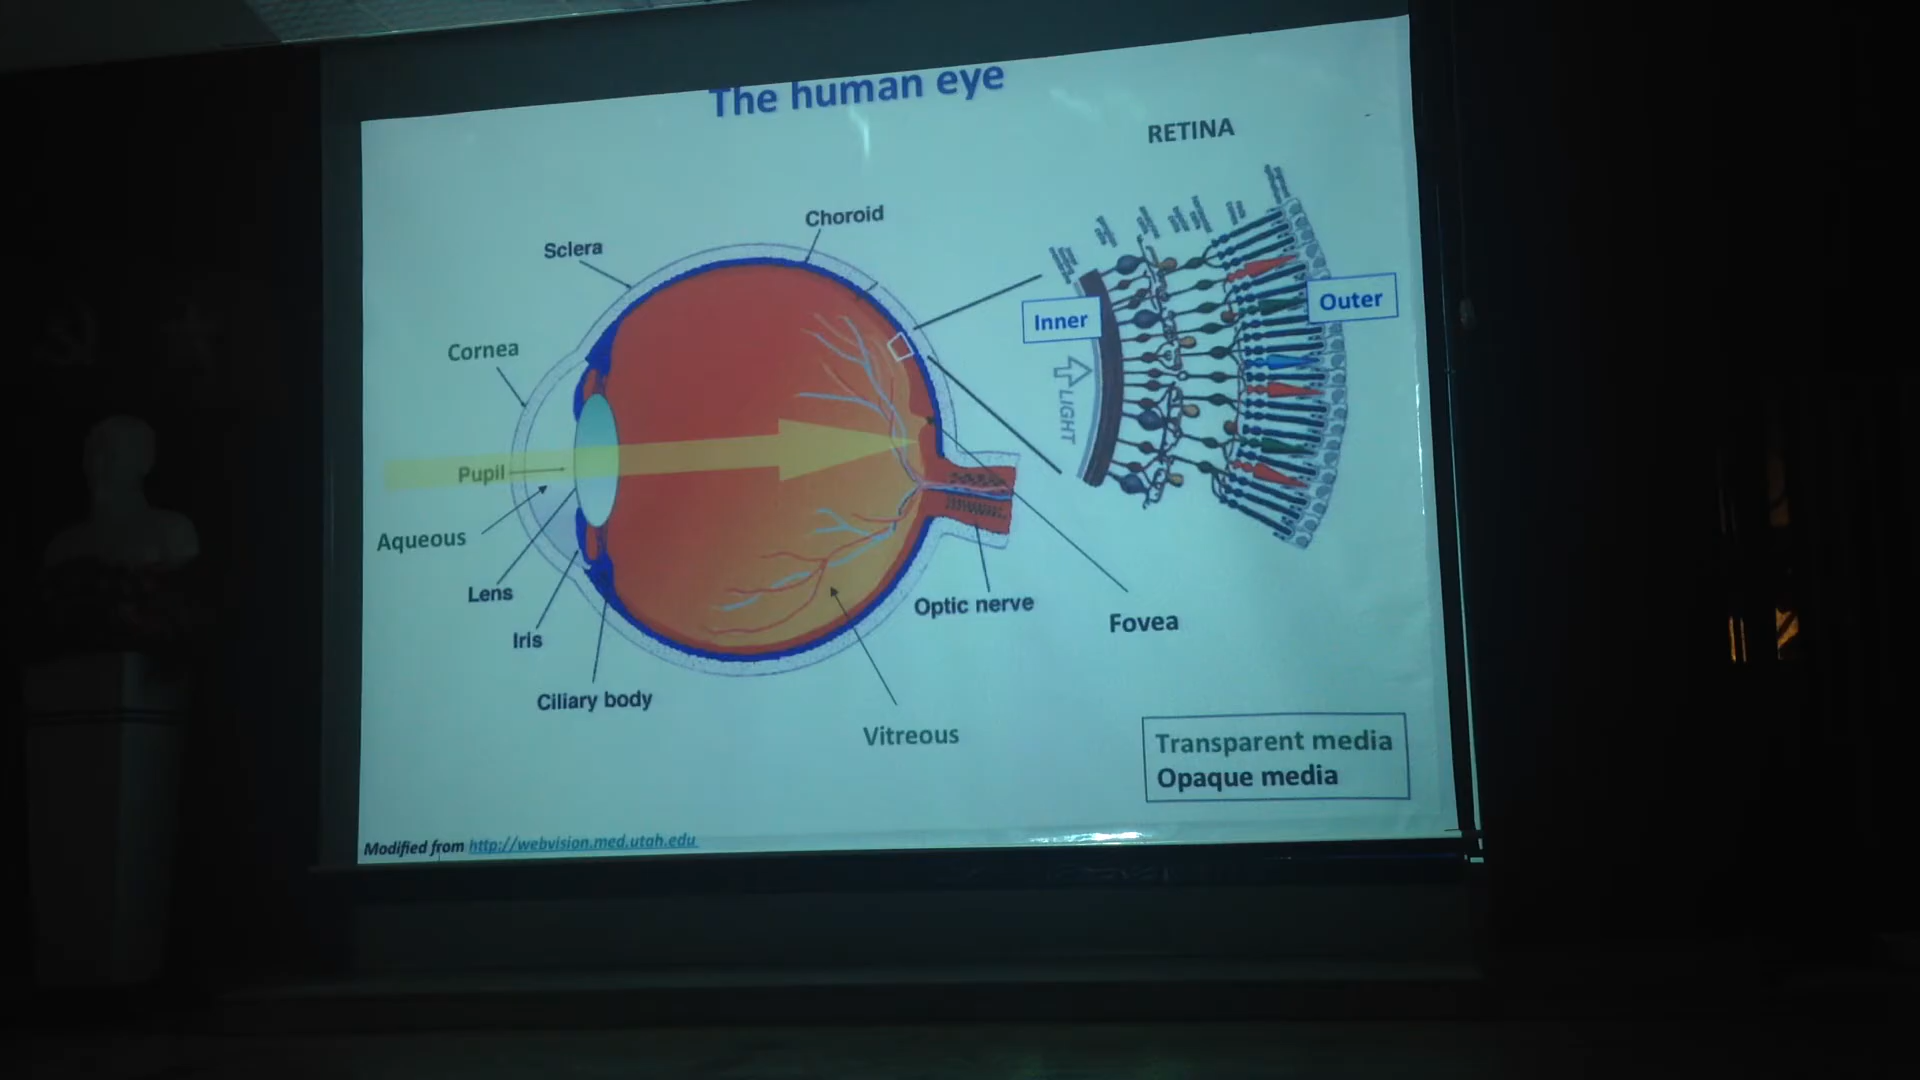 The human eye
RETINA
Choroid
Sclera
Cornea
Inner
Outer
LIGHT
Pupil
Aqueous
Lens
Iris
Ciliary body
Optic nerve
Fovea
Vitreous
Transparent media
Opaque media
Modified from http://webvision.med.utah.edu